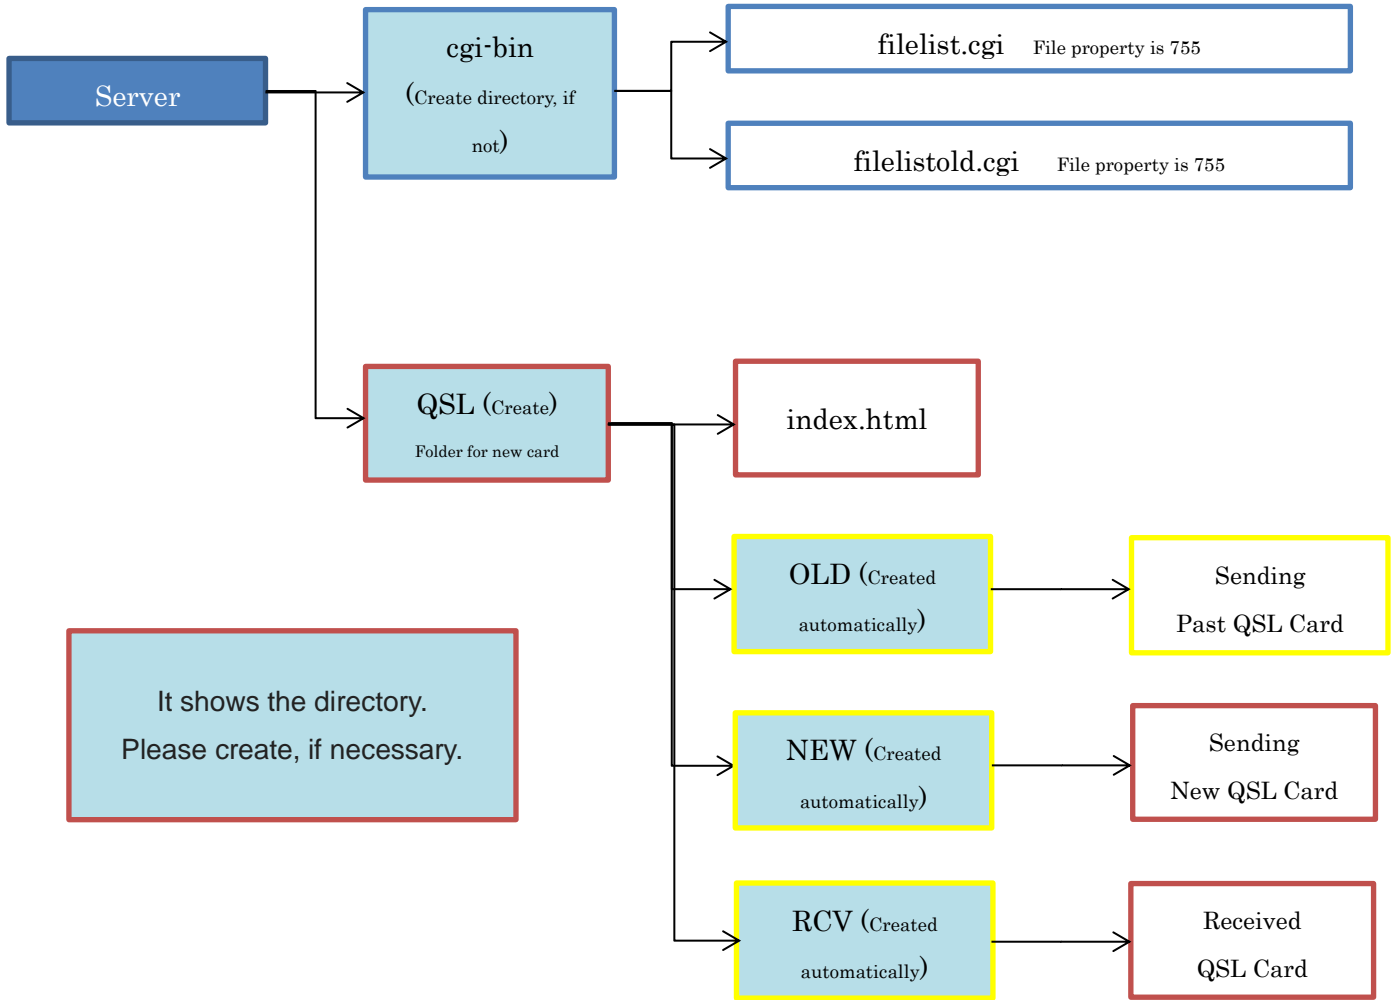 Server
cgi-bin
(Create directory, if
not)
filelist.cgi File property is 755
filelistold.cgi File property is 755
QSL (Create)
Folder for new card
index.html
OLD (Created
automatically)
Sending
Past QSL Card
It shows the directory.
Please create, if necessary.
NEW (Created
automatically)
Sending
New QSL Card
RCV (Created
automatically)
Received
QSL Card